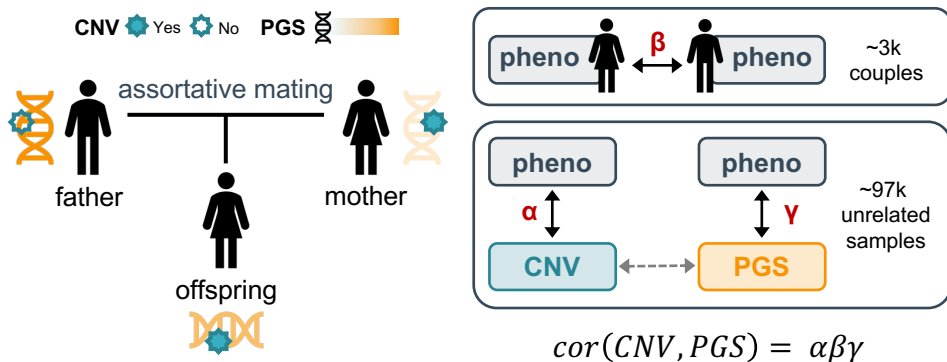 CNV Yes No PGS
assortative mating
father
mother
offspring
pheno β pheno
~3k
couples
pheno pheno
α γ
~97k
unrelated
samples
CNV PGS
cor(CNV, PGS) = αβγ